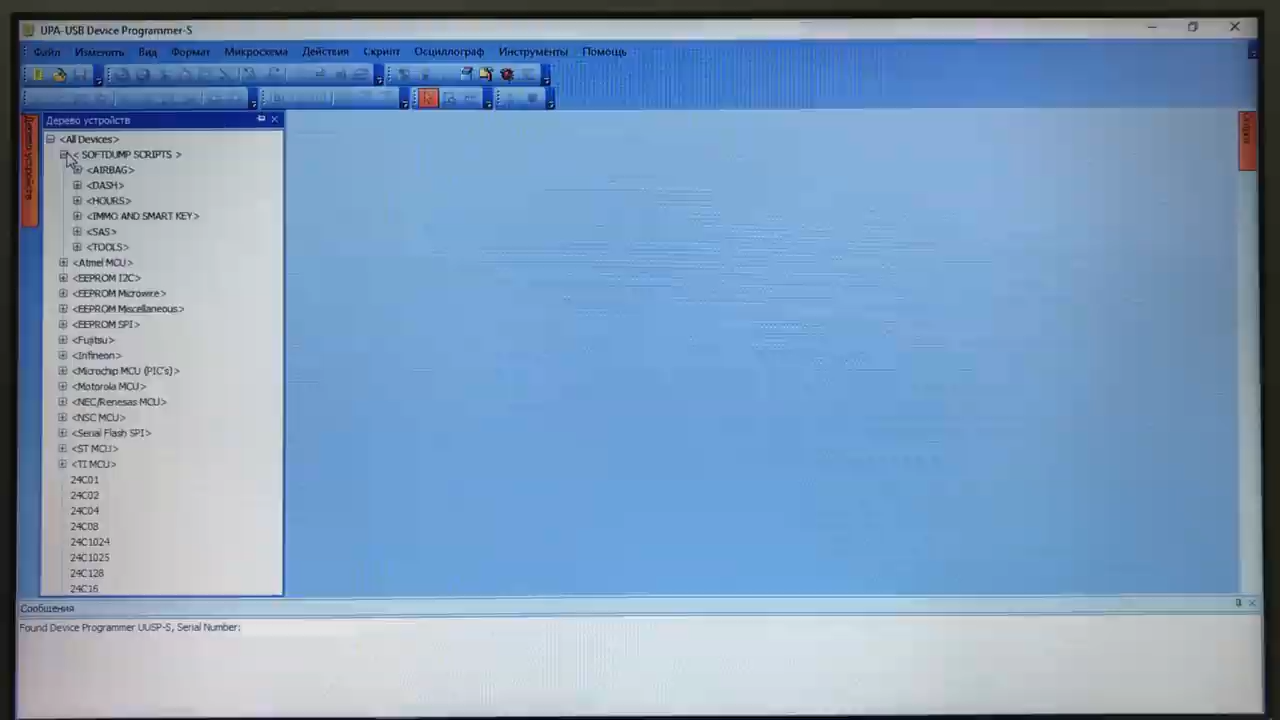 UPA-USB Device Programmer-S
Файл Изменить Вид Формат Микросхема Действия Скрипт Осциллограф Инструменты Помощь
Дерево устройств
<All Devices>
< SOFTDUMP SCRIPTS >
<AIRBAG>
<DASH>
<HOURS>
<IMMO AND SMART KEY>
<SAS>
<TOOLS>
<Atmel MCU>
<EEPROM I2C>
<EEPROM Microwire>
<EEPROM Miscellaneous>
<EEPROM SPI>
<Fujitsu>
<Infineon>
<Microchip MCU (PIC's)>
<Motorola MCU>
<NEC/Renesas MCU>
<NSC MCU>
<Serial Flash SPI>
<ST MCU>
<TI MCU>
24C01
24C02
24C04
24C08
24C1024
24C1025
24C128
24C16
Сообщения
Found Device Programmer UUSP-S, Serial Number: